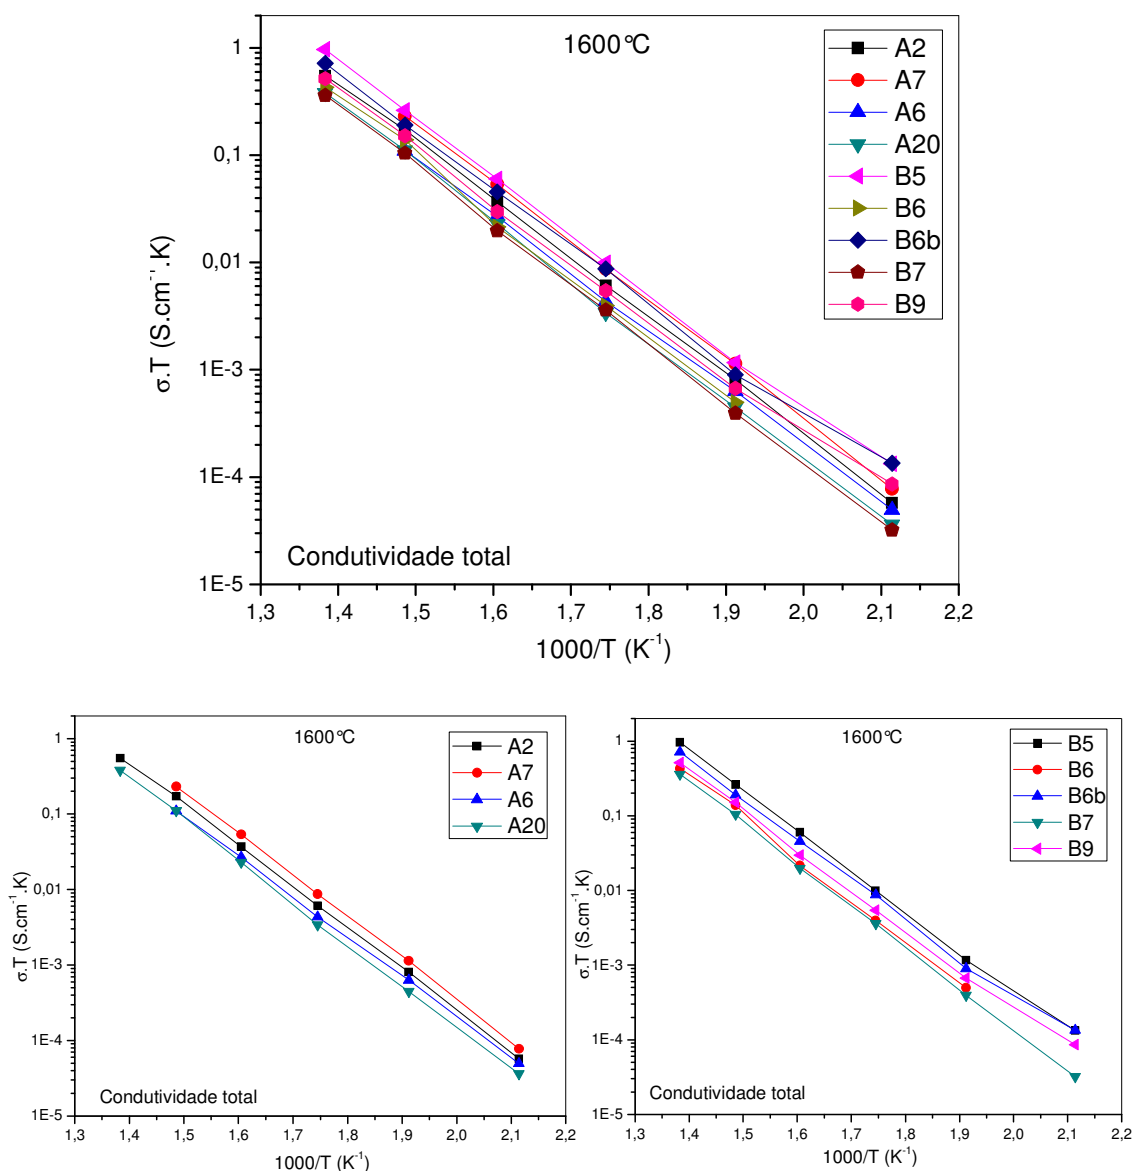 1600°C
A2
A7
A6
A20
B5
B6
B6b
B7
B9
σ.T (S.cm⁻¹.K)
1
0,1
0,01
1E-3
1E-4
1E-5
Condutividade total
1,3 1,4 1,5 1,6 1,7 1,8 1,9 2,0 2,1 2,2
1000/T (K⁻¹)
1600°C
A2
A7
A6
A20
σ.T (S.cm⁻¹.K)
1
0,1
0,01
1E-3
1E-4
1E-5
Condutividade total
1,3 1,4 1,5 1,6 1,7 1,8 1,9 2,0 2,1 2,2
1000/T (K⁻¹)
1600°C
B5
B6
B6b
B7
B9
σ.T (S.cm⁻¹.K)
1
0,1
0,01
1E-3
1E-4
1E-5
Condutividade total
1,3 1,4 1,5 1,6 1,7 1,8 1,9 2,0 2,1 2,2
1000/T (K⁻¹)